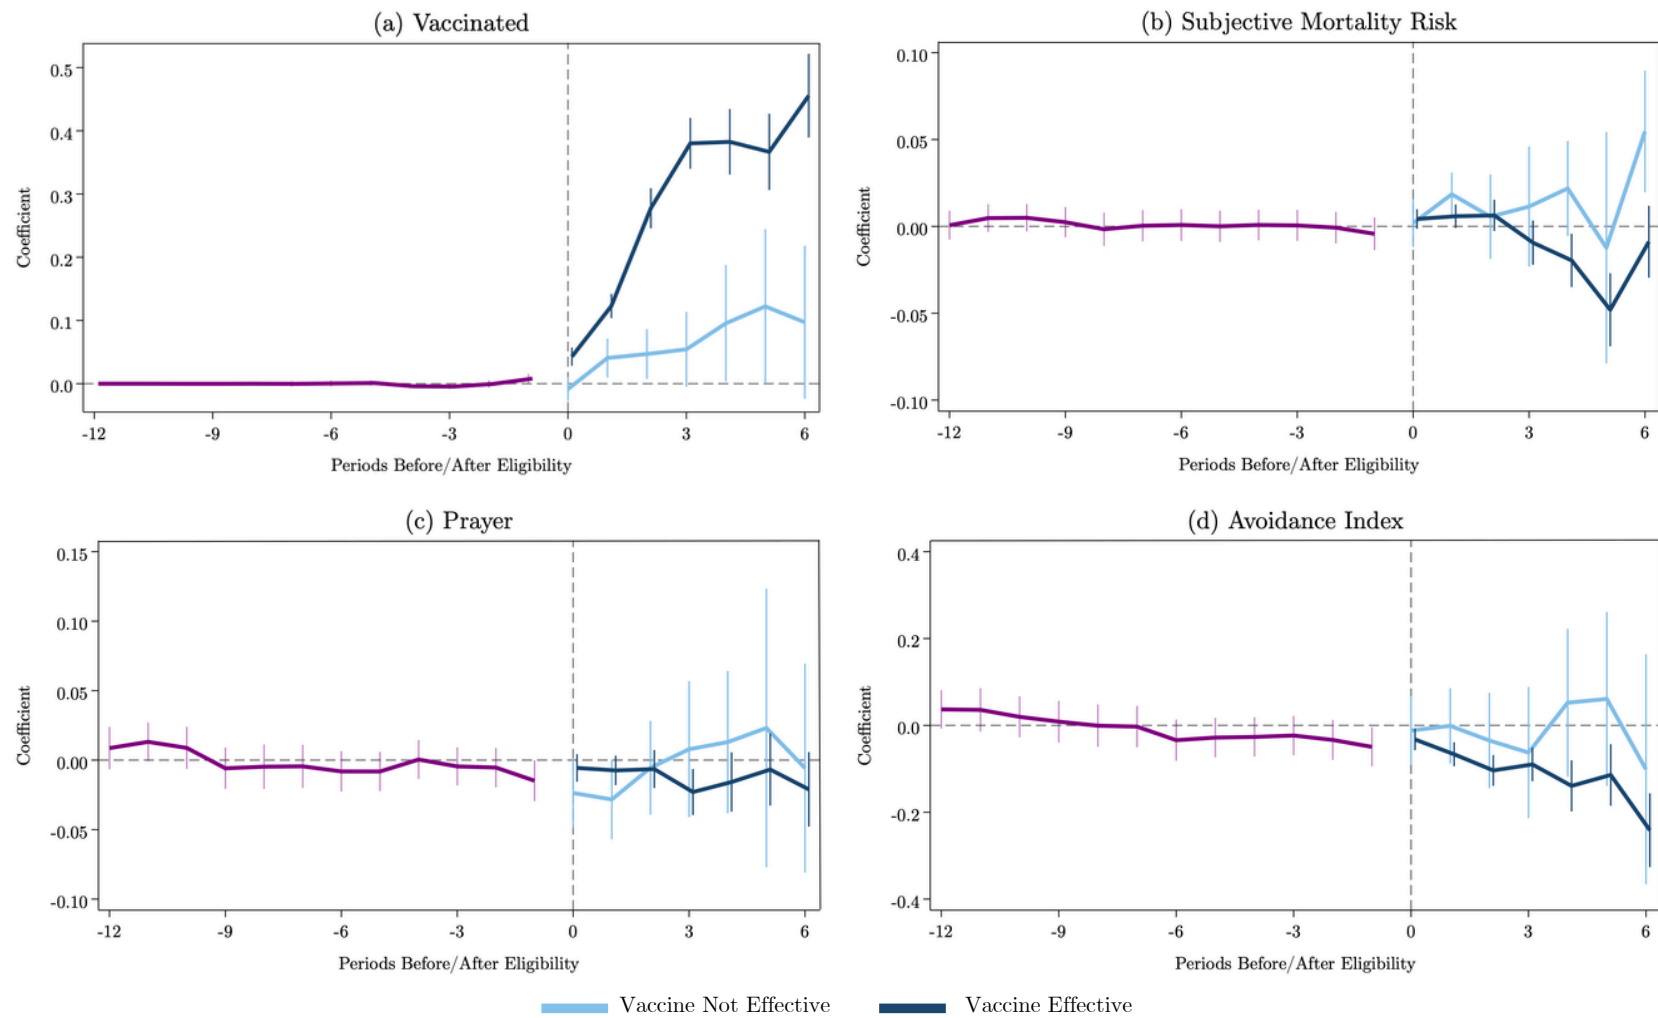 (a) Vaccinated
Coefficient
0.5
0.4
0.3
0.2
0.1
0.0
-12 -9 -6 -3 0 3 6
Periods Before/After Eligibility
(b) Subjective Mortality Risk
Coefficient
0.10
0.05
0.00
-0.05
-0.10
-12 -9 -6 -3 0 3 6
Periods Before/After Eligibility
(c) Prayer
Coefficient
0.15
0.10
0.05
0.00
-0.05
-0.10
-12 -9 -6 -3 0 3 6
Periods Before/After Eligibility
(d) Avoidance Index
Coefficient
0.4
0.2
0.0
-0.2
-0.4
-12 -9 -6 -3 0 3 6
Periods Before/After Eligibility
Vaccine Not Effective Vaccine Effective